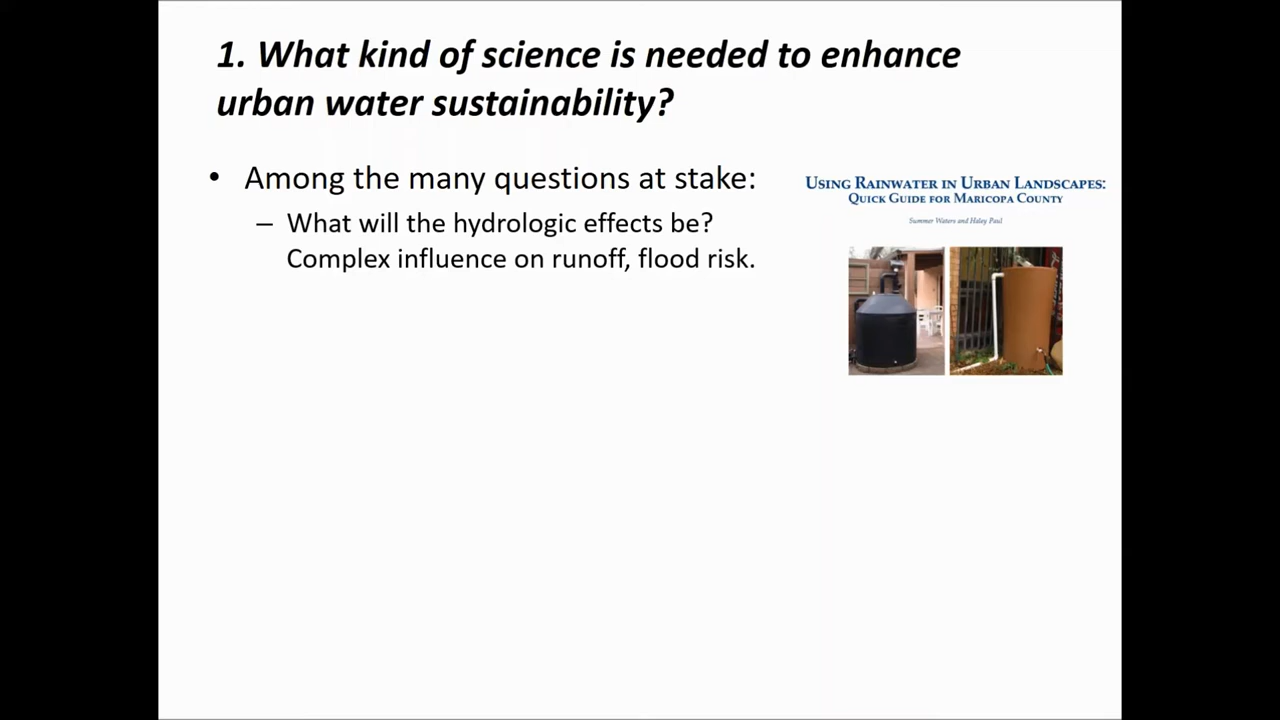 1. What kind of science is needed to enhance
urban water sustainability?
• Among the many questions at stake:
– What will the hydrologic effects be?
Complex influence on runoff, flood risk.
USING RAINWATER IN URBAN LANDSCAPES:
QUICK GUIDE FOR MARICOPA COUNTY
Summer Waters and Haley Paul